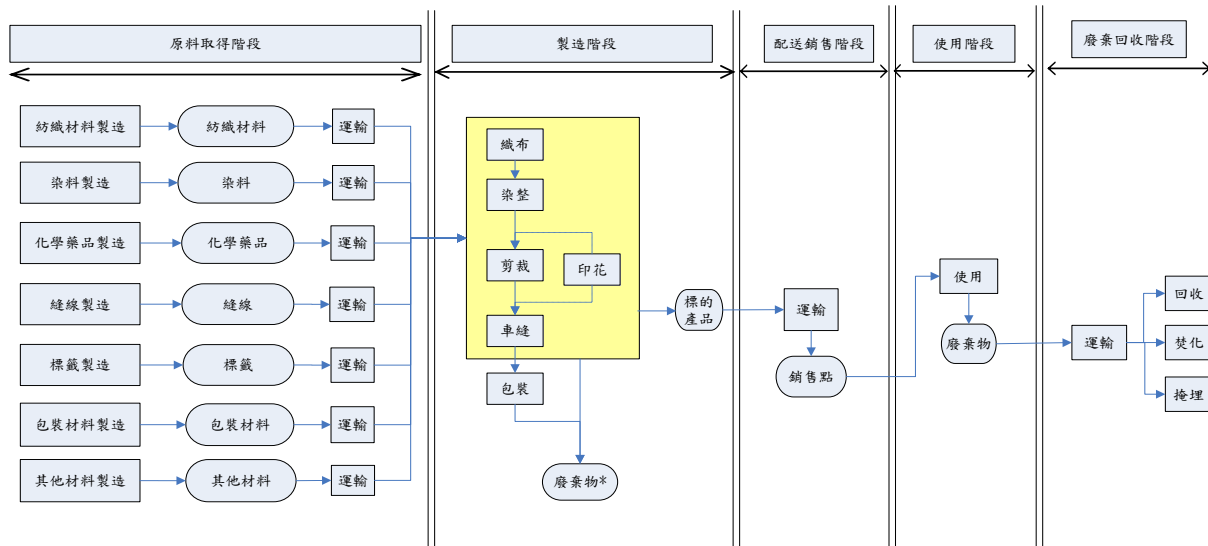 原料取得階段
製造階段
配送銷售階段
使用階段
廢棄回收階段
紡織材料製造
紡織材料
運輸
染料製造
染料
運輸
化學藥品製造
化學藥品
運輸
縫線製造
縫線
運輸
標籤製造
標籤
運輸
包裝材料製造
包裝材料
運輸
其他材料製造
其他材料
運輸
織布
染整
剪裁
印花
車縫
包裝
廢棄物*
標的
產品
運輸
銷售點
使用
廢棄物
運輸
回收
焚化
掩埋